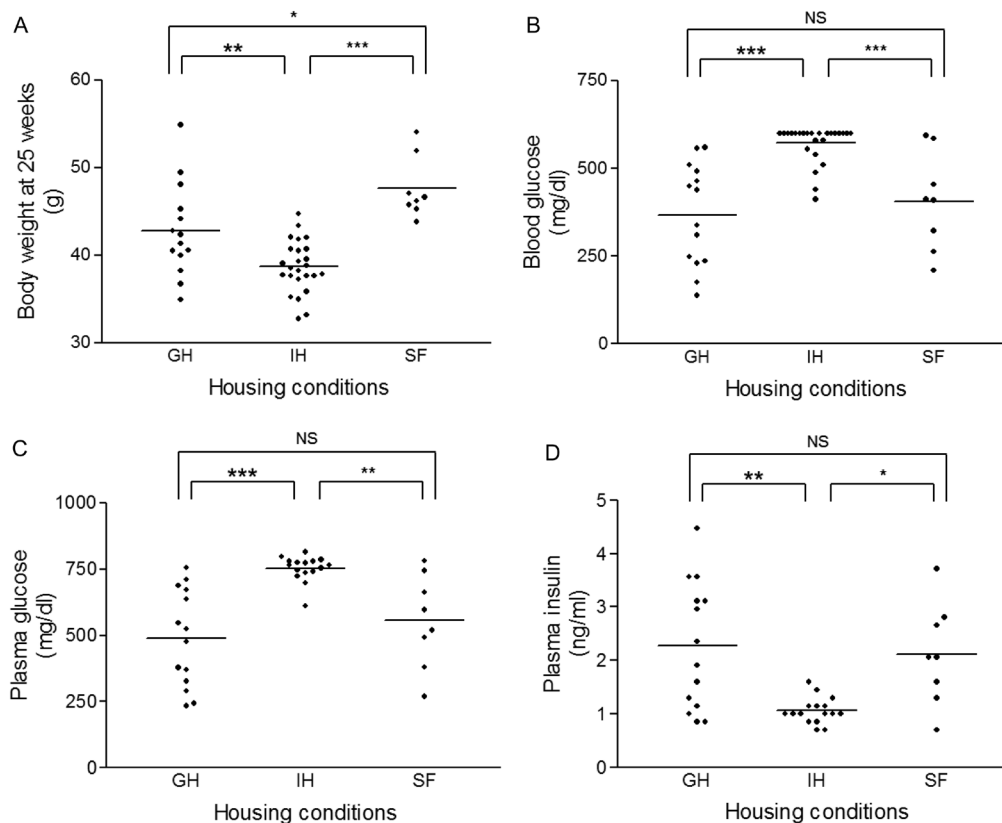 A
*
**
***
60
50
40
30
Body weight at 25 weeks
(g)
GH
IH
SF
Housing conditions
B
NS
***
***
750
500
250
0
Blood glucose
(mg/dl)
GH
IH
SF
Housing conditions
C
NS
***
**
1000
750
500
250
0
Plasma glucose
(mg/dl)
GH
IH
SF
Housing conditions
D
NS
**
*
5
4
3
2
1
0
Plasma insulin
(ng/ml)
GH
IH
SF
Housing conditions